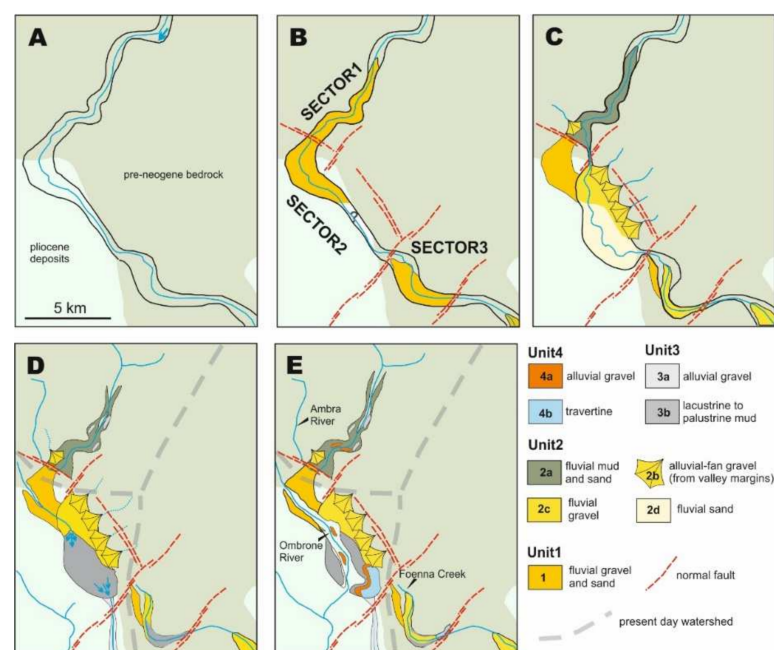 A
pre-neogene bedrock
pliocene
deposits
5 km
B
SECTOR1
SECTOR2
SECTOR3
C
D
E
Ambra
River
Ombrone
River
Foenna Creek
Unit4
4a alluvial gravel
4b travertine
Unit3
3a alluvial gravel
3b lacustrine to
palustrine mud
Unit2
2a fluvial mud
and sand
2b alluvial-fan gravel
(from valley margins)
2c fluvial
gravel
2d fluvial sand
Unit1
1 fluvial gravel
and sand
normal fault
present day watershed